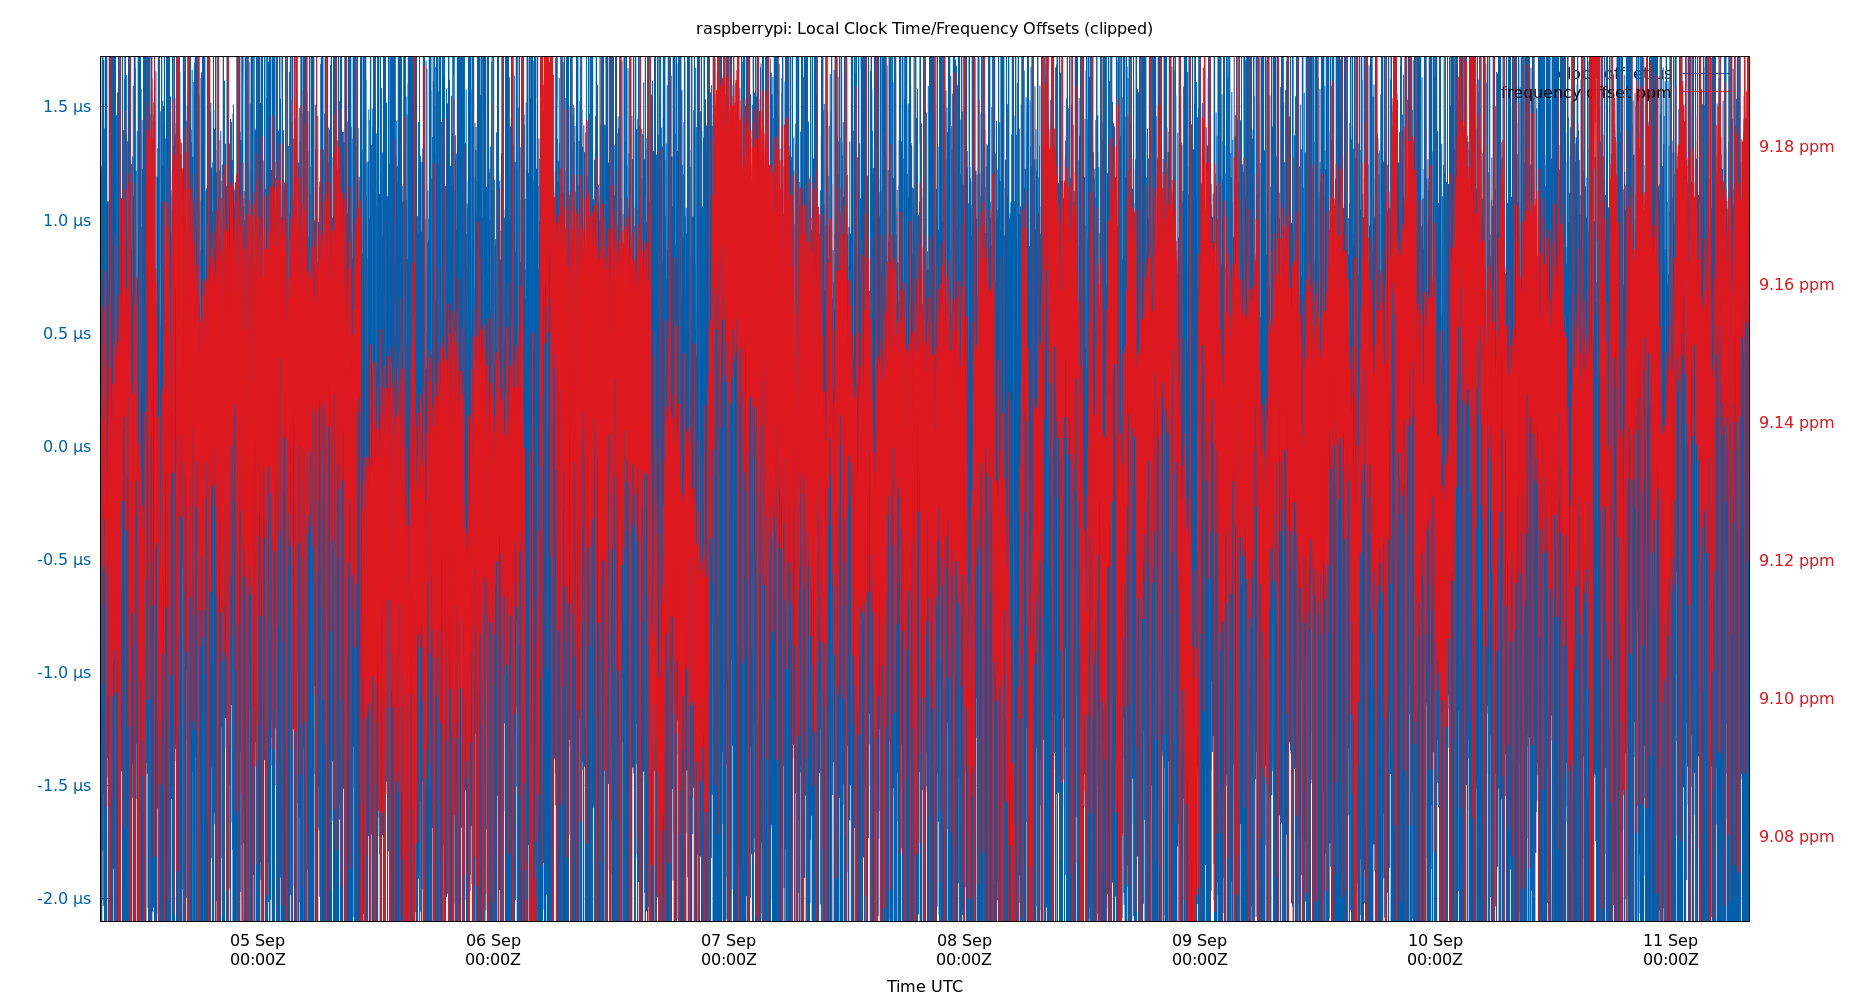 raspberrypi: Local Clock Time/Frequency Offsets (clipped)
clock offset µs
frequency offset ppm
1.5 µs
1.0 µs
0.5 µs
0.0 µs
-0.5 µs
-1.0 µs
-1.5 µs
-2.0 µs
9.18 ppm
9.16 ppm
9.14 ppm
9.12 ppm
9.10 ppm
9.08 ppm
05 Sep 06 Sep 07 Sep 08 Sep 09 Sep 10 Sep 11 Sep
00:00Z 00:00Z 00:00Z 00:00Z 00:00Z 00:00Z 00:00Z
Time UTC